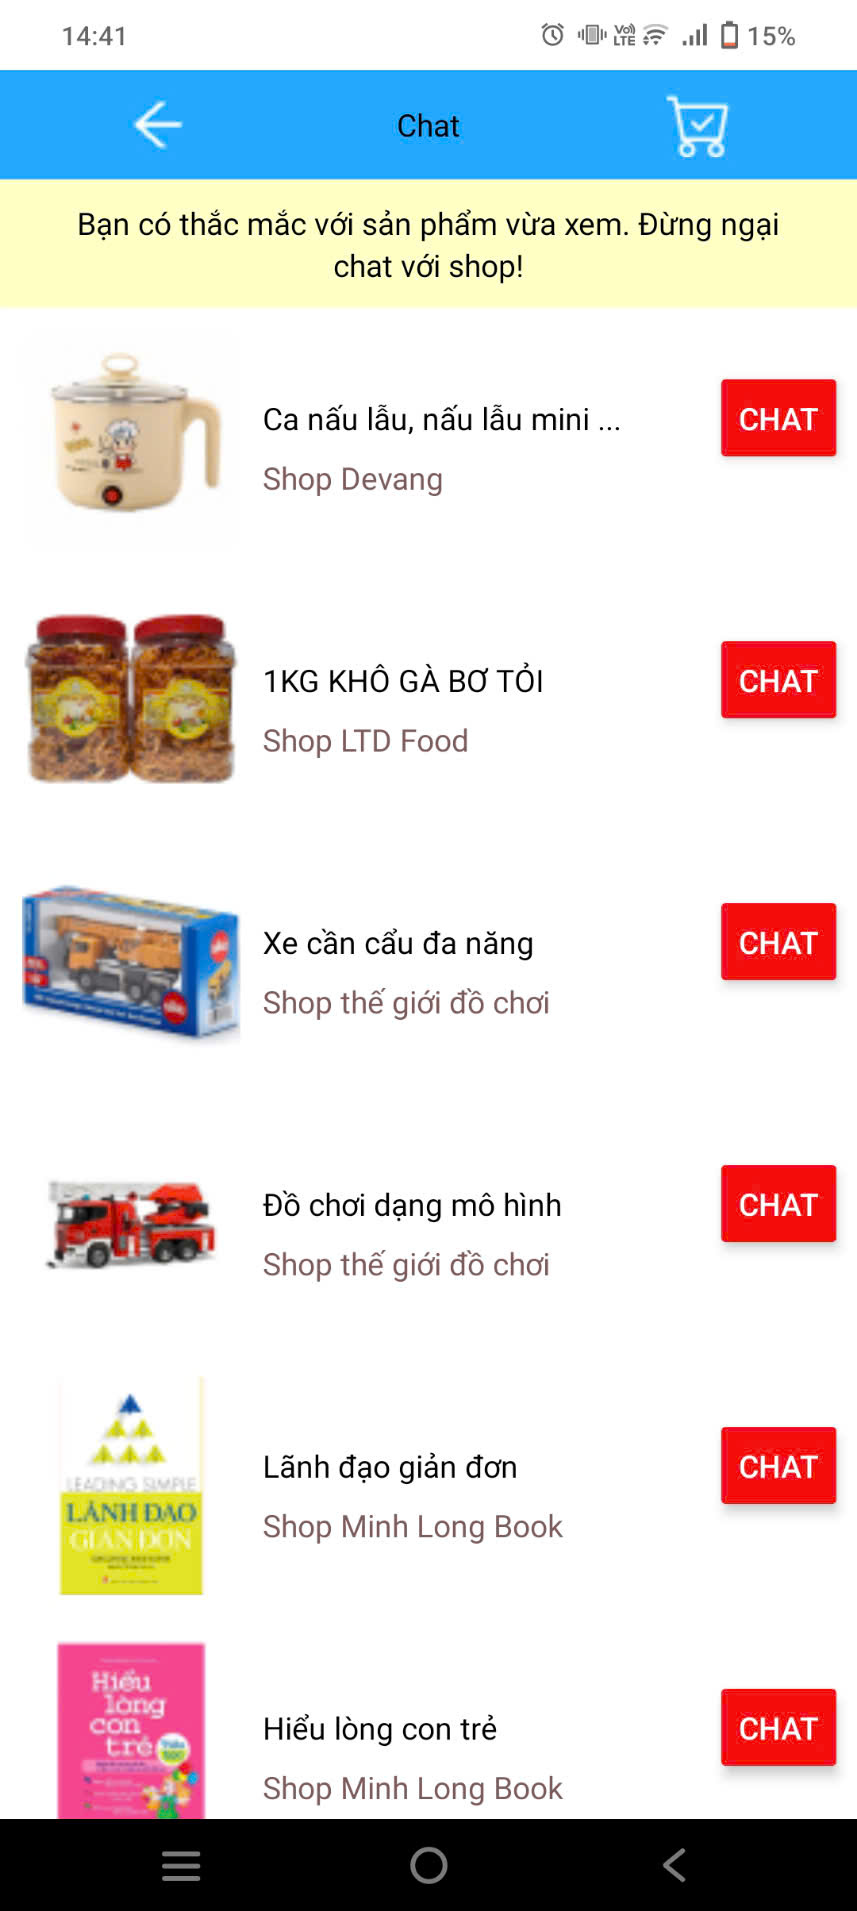 14:41
Vo) LTE
15%
Chat
Bạn có thắc mắc với sản phẩm vừa xem. Đừng ngại
chat với shop!
Ca nấu lẩu, nấu lẩu mini ...
CHAT
Shop Devang
1KG KHÔ GÀ BƠ TỎI
CHAT
Shop LTD Food
Xe cần cẩu đa năng
CHAT
Shop thế giới đồ chơi
Đồ chơi dạng mô hình
CHAT
Shop thế giới đồ chơi
LEADING SIMPLE
LÃNH ĐẠO
GIẢN ĐƠN
Lãnh đạo giản đơn
CHAT
Shop Minh Long Book
Hiểu
lòng
con
trẻ
Hiểu lòng con trẻ
CHAT
Shop Minh Long Book